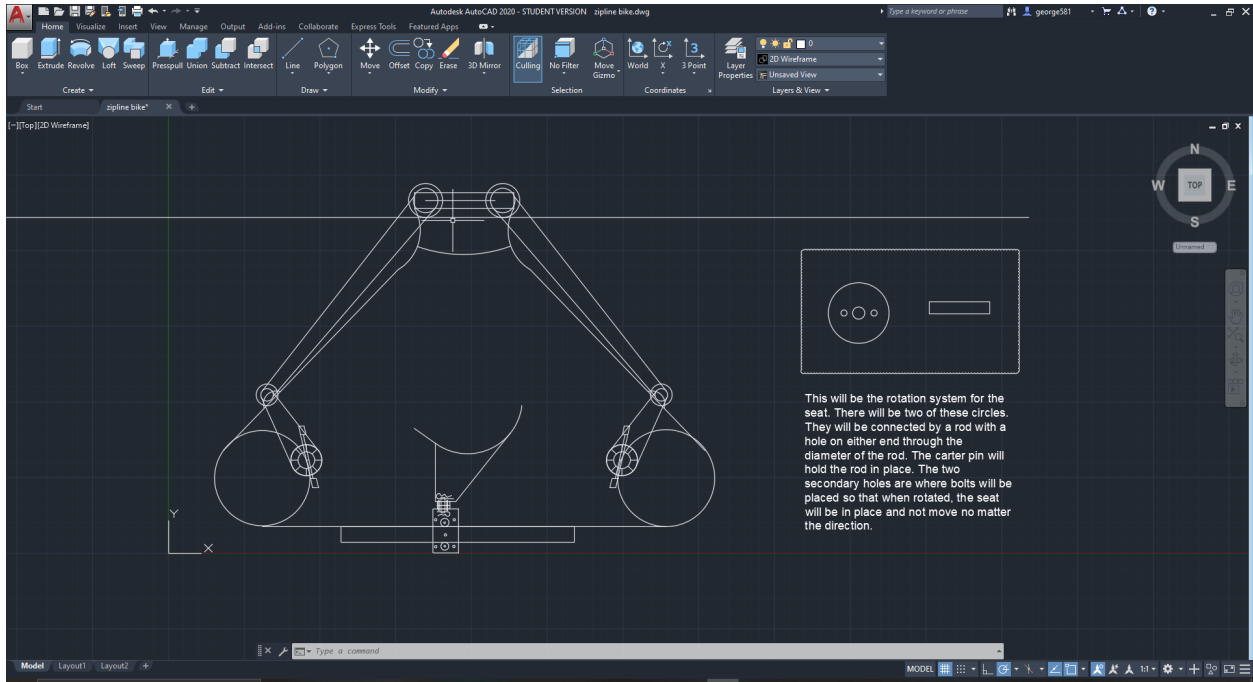 Autodesk AutoCAD 2020 - STUDENT VERSION zipline bike.dwg
Type a keyword or phrase
george581
Home Visualize Insert View Manage Output Add-ins Collaborate Express Tools Featured Apps
Box Extrude Revolve Loft Sweep Presspull Union Subtract Intersect Line Polygon Move Offset Copy Erase 3D Mirror Culling No Filter Move Gizmo World X 3 Point Layer Properties
0
2D Wireframe
Unsaved View
Create Edit Draw Modify Selection Coordinates Layers & View
Start zipline bike*
[−][Top][2D Wireframe]
N
W TOP E
S
Unnamed
This will be the rotation system for the
seat. There will be two of these circles.
They will be connected by a rod with a
hole on either end through the
diameter of the rod. The carter pin will
hold the rod in place. The two
secondary holes are where bolts will be
placed so that when rotated, the seat
will be in place and not move no matter
the direction.
Y
X
Type a command
Model Layout1 Layout2 +
MODEL 1:1